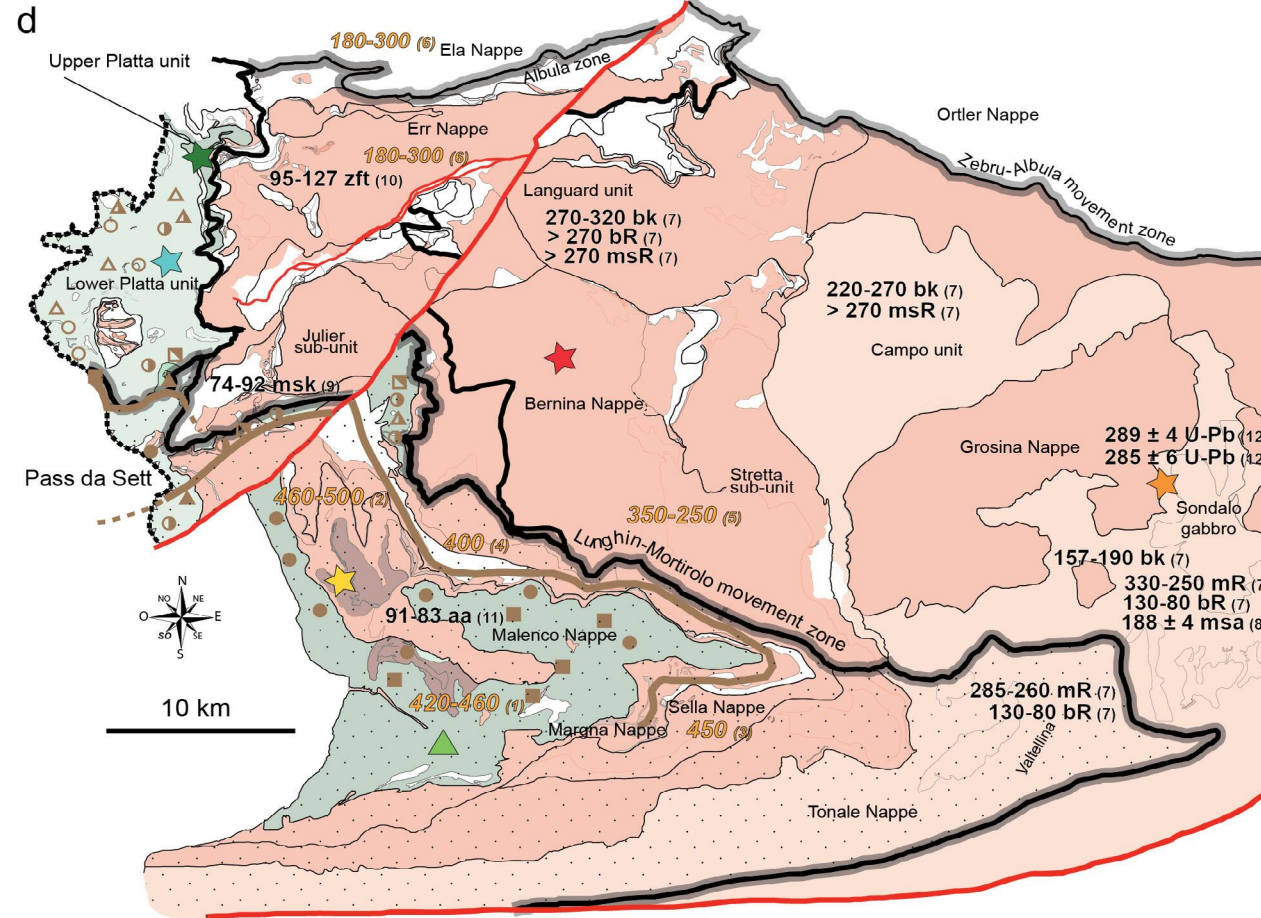 d
180-300 (6)
Ela Nappe
Upper Platta unit
Albula zone
Ortler Nappe
Err Nappe
180-300 (6)
95-127 zft (10)
Zebru-Albula movement zone
Languard unit
270-320 bk (7)
> 270 bR (7)
> 270 msR (7)
Lower Platta unit
220-270 bk (7)
> 270 msR (7)
Julier
sub-unit
Campo unit
74-92 msk (9)
Bernina Nappe
Grosina Nappe
289 ± 4 U-Pb (12
285 ± 6 U-Pb (12
Pass da Sett
Stretta
sub-unit
460-500 (2)
350-250 (5)
Sondalo
gabbro
400 (4)
Lunghin-Mortirolo movement zone
157-190 bk (7)
330-250 mR (7
130-80 bR (7)
188 ± 4 msa (8
N
NO
NE
O
E
so
SE
S
91-83 aa (11)
Malenco Nappe
10 km
420-460 (1)
Sella Nappe
Margna Nappe
450 (3)
285-260 mR (7)
130-80 bR (7)
Valtellina
Tonale Nappe